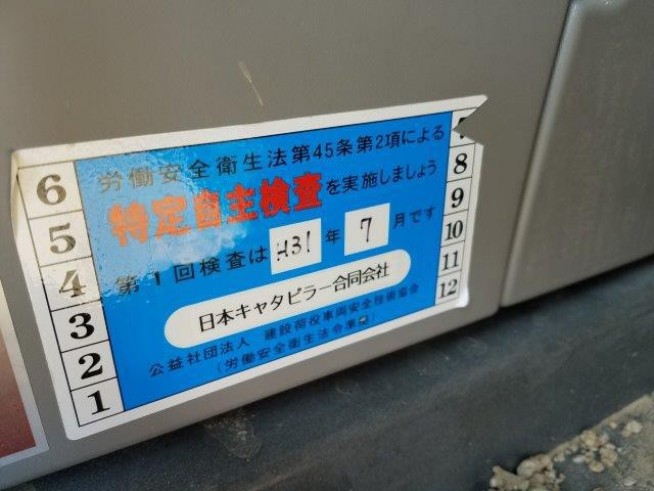 労働安全衛生法第45条第2項による
特定自主検査を実施しましょう
第1回検査は H31 年 7 月です
日本キャタピラー合同会社
公益社団法人 建設荷役車両安全技術協会
(労働安全衛生法令準拠)
6
5
4
3
2
1
8
9
10
11
12